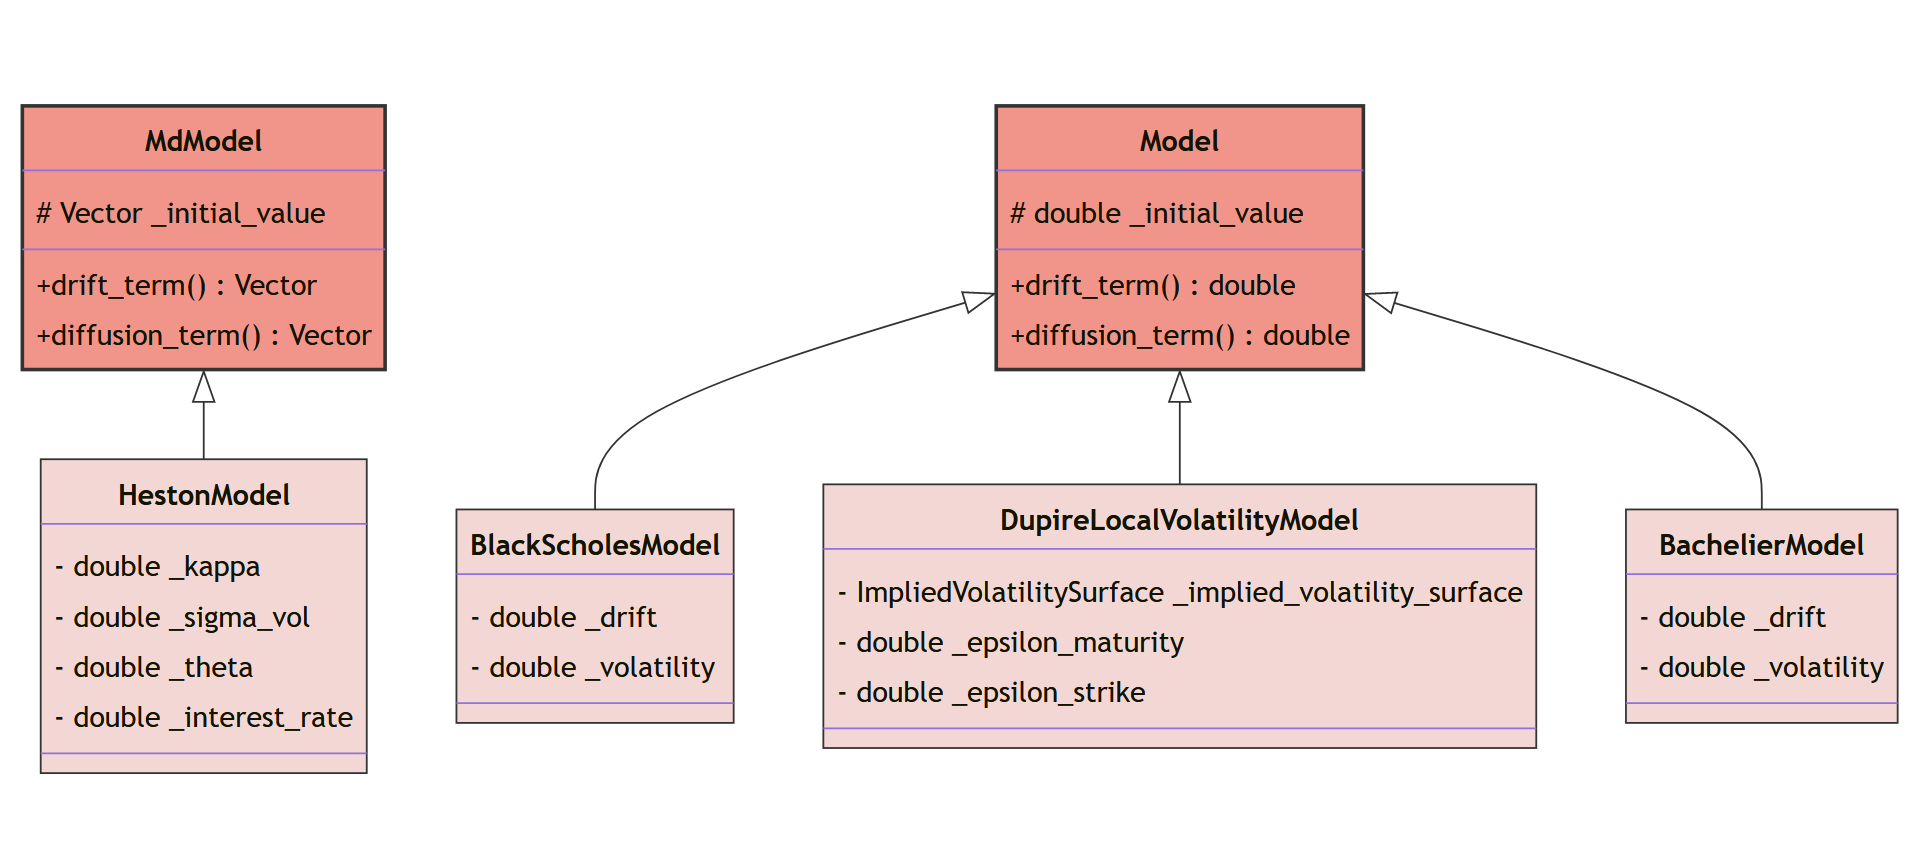 MdModel
# Vector _initial_value
+drift_term() : Vector
+diffusion_term() : Vector
Model
# double _initial_value
+drift_term() : double
+diffusion_term() : double
HestonModel
- double _kappa
- double _sigma_vol
- double _theta
- double _interest_rate
BlackScholesModel
- double _drift
- double _volatility
DupireLocalVolatilityModel
- ImpliedVolatilitySurface _implied_volatility_surface
- double _epsilon_maturity
- double _epsilon_strike
BachelierModel
- double _drift
- double _volatility